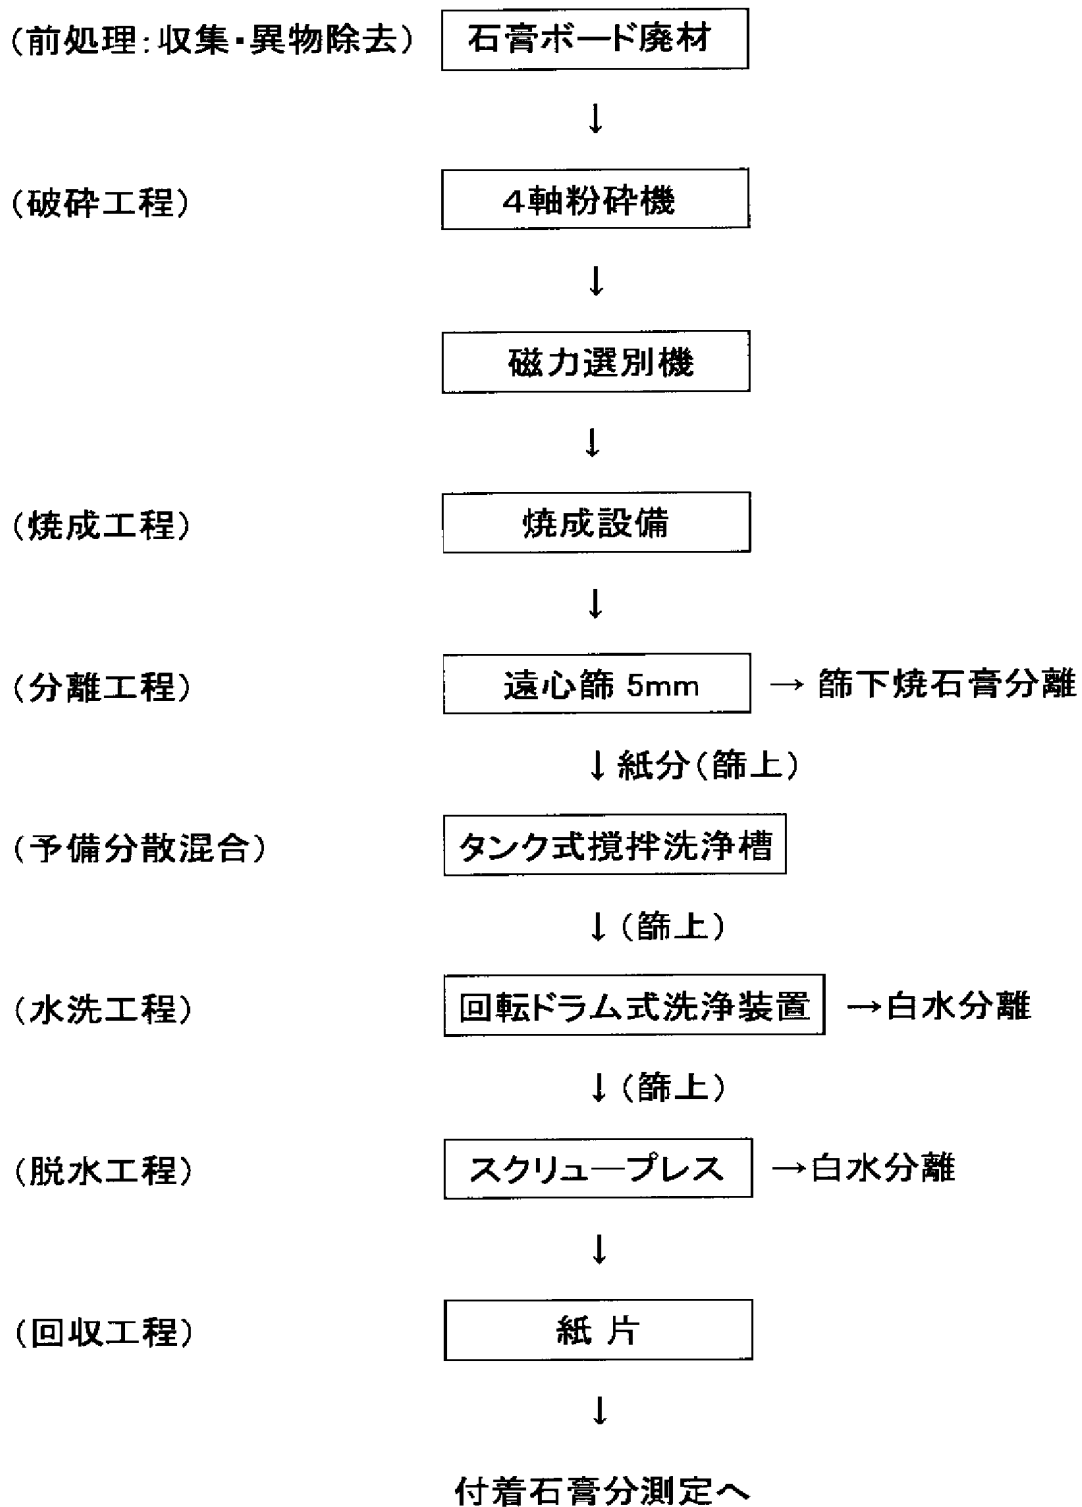 (前処理:収集・異物除去) 石膏ボード廃材
↓
(破砕工程) 4軸粉砕機
↓
磁力選別機
↓
(焼成工程) 焼成設備
↓
(分離工程) 遠心篩 5mm → 篩下焼石膏分離
↓紙分(篩上)
(予備分散混合) タンク式撹拌洗浄槽
↓(篩上)
(水洗工程) 回転ドラム式洗浄装置 →白水分離
↓(篩上)
(脱水工程) スクリュープレス →白水分離
↓
(回収工程) 紙 片
↓
付着石膏分測定へ